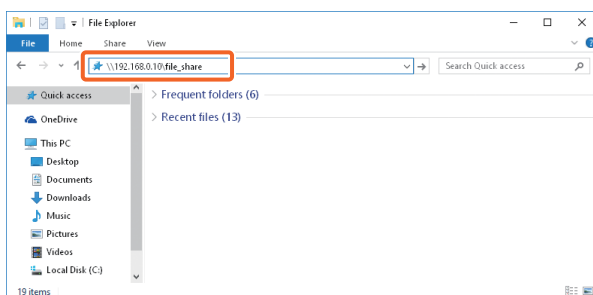 File Explorer
File Home Share View
\\192.168.0.10\file_share
Search Quick access
Quick access
Frequent folders (6)
OneDrive
Recent files (13)
This PC
Desktop
Documents
Downloads
Music
Pictures
Videos
Local Disk (C:)
19 items